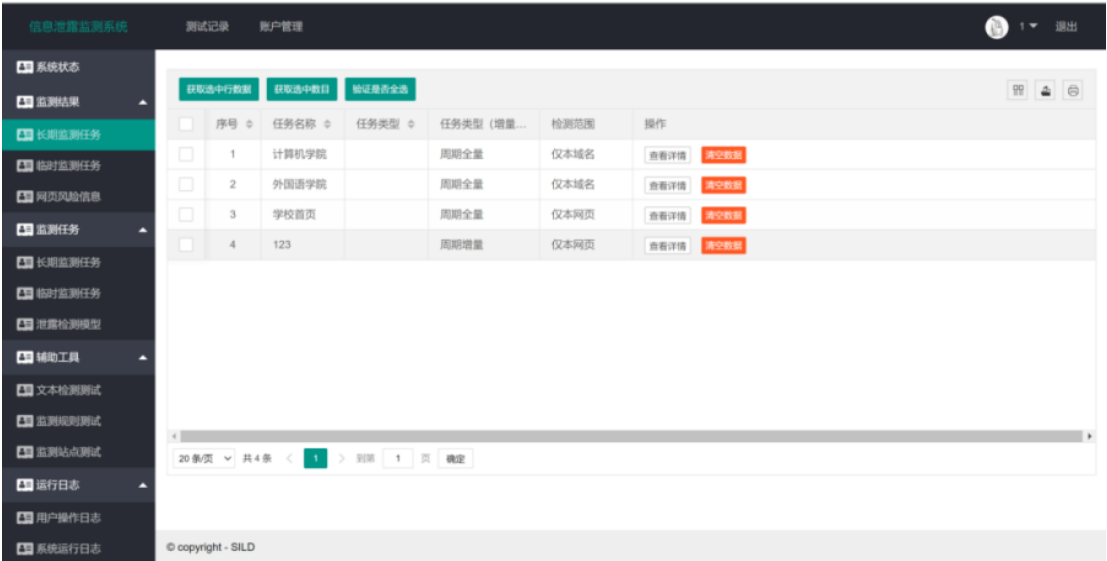 信息泄露监测系统 测试记录 账户管理 1 退出
系统状态
监测结果
长期监测任务
临时监测任务
网页风险信息
监测任务
长期监测任务
临时监测任务
泄露检测模型
辅助工具
文本检测测试
监测规则测试
监测站点测试
运行日志
用户操作日志
系统运行日志
获取选中行数据 获取选中数目 验证是否全选
序号 任务名称 任务类型 任务类型（增量... 检测范围 操作
1 计算机学院 周期全量 仅本域名 查看详情 清空数据
2 外国语学院 周期全量 仅本域名 查看详情 清空数据
3 学校首页 周期全量 仅本网页 查看详情 清空数据
4 123 周期增量 仅本网页 查看详情 清空数据
20 条/页 共 4 条 1 到第 1 页 确定
© copyright - SILD